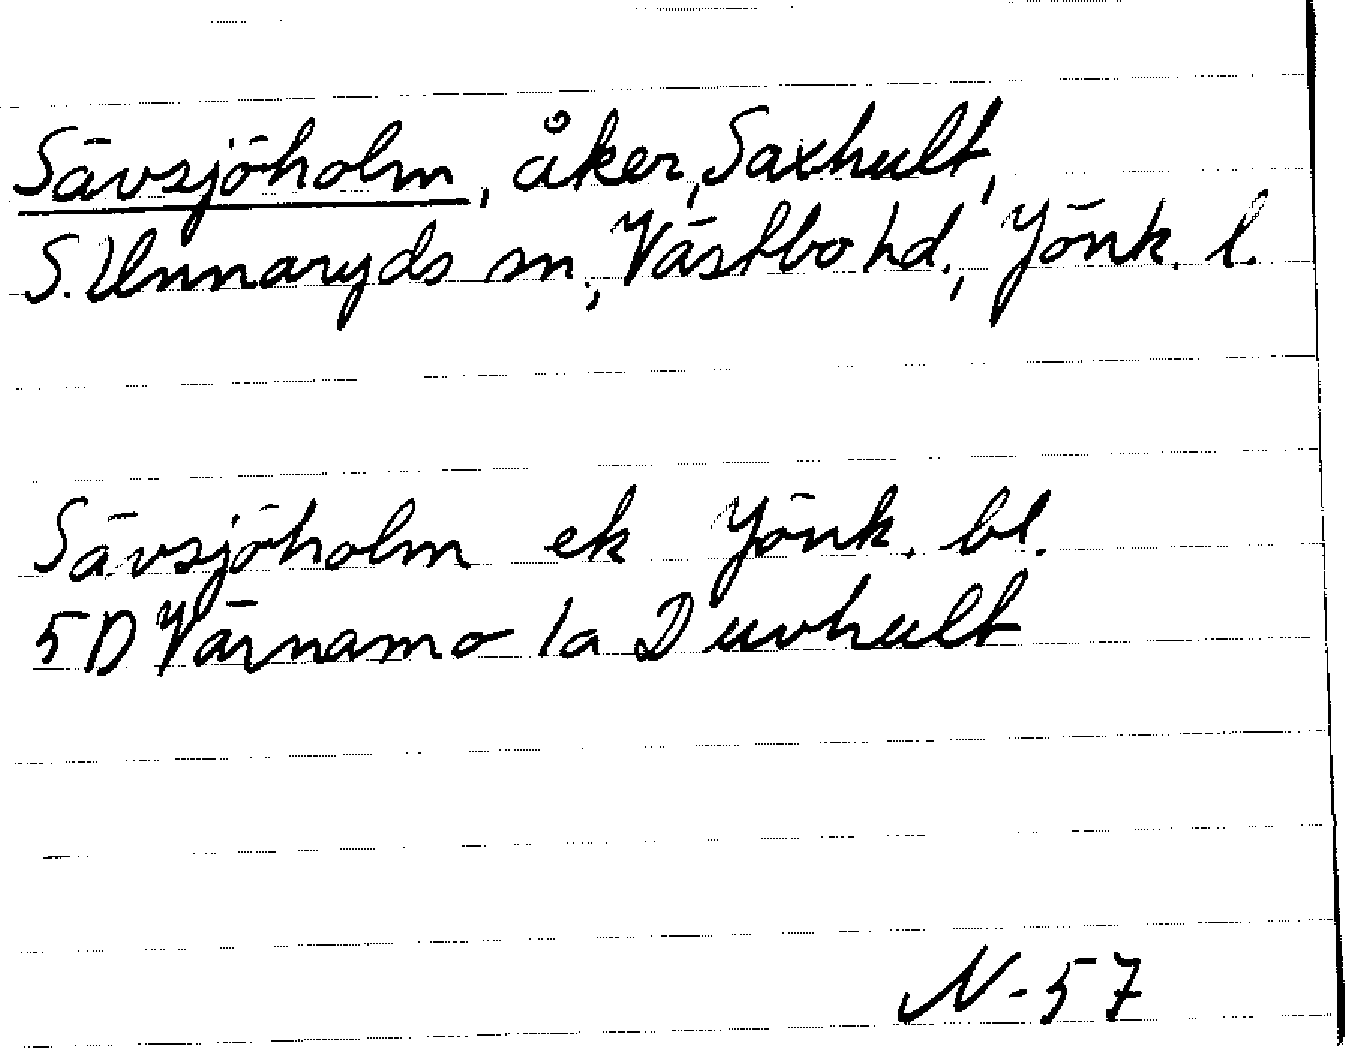 Sävsjöholm, åker, Saxhult,
S. Unnaryds sn, Västbo hd., Jönk. l.
Sävsjöholm ek Jönk. bl.
5D Värnamo 1a Duvhult
N-57